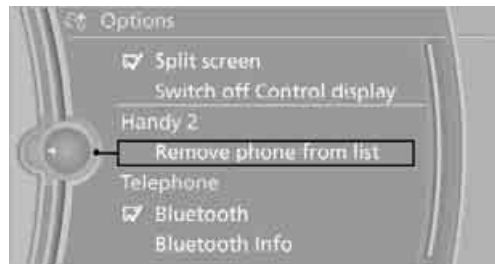 Options
Split screen
Switch off Control display
Handy 2
Remove phone from list
Telephone
Bluetooth
Bluetooth Info